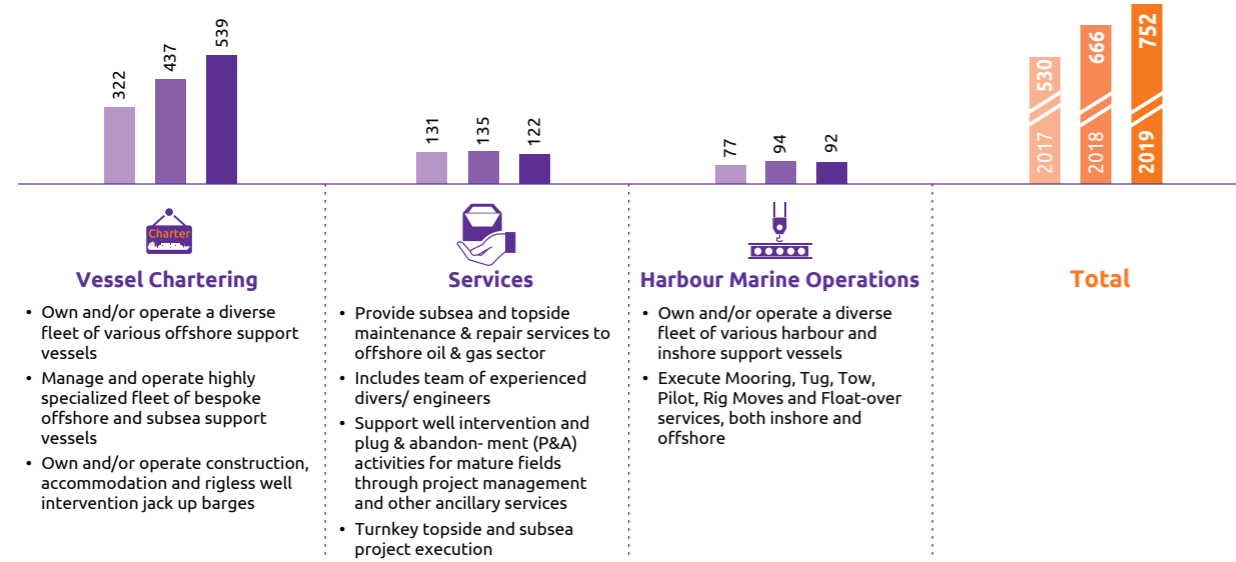 322
437
539
131
135
122
77
94
92
530
666
752
2017
2018
2019
Charter
Vessel Chartering
• Own and/or operate a diverse
fleet of various offshore support
vessels
• Manage and operate highly
specialized fleet of bespoke
offshore and subsea support
vessels
• Own and/or operate construction,
accommodation and rigless well
intervention jack up barges
Services
• Provide subsea and topside
maintenance & repair services to
offshore oil & gas sector
• Includes team of experienced
divers/ engineers
• Support well intervention and
plug & abandon- ment (P&A)
activities for mature fields
through project management
and other ancillary services
• Turnkey topside and subsea
project execution
Harbour Marine Operations
• Own and/or operate a diverse
fleet of various harbour and
inshore support vessels
• Execute Mooring, Tug, Tow,
Pilot, Rig Moves and Float-over
services, both inshore and
offshore
Total